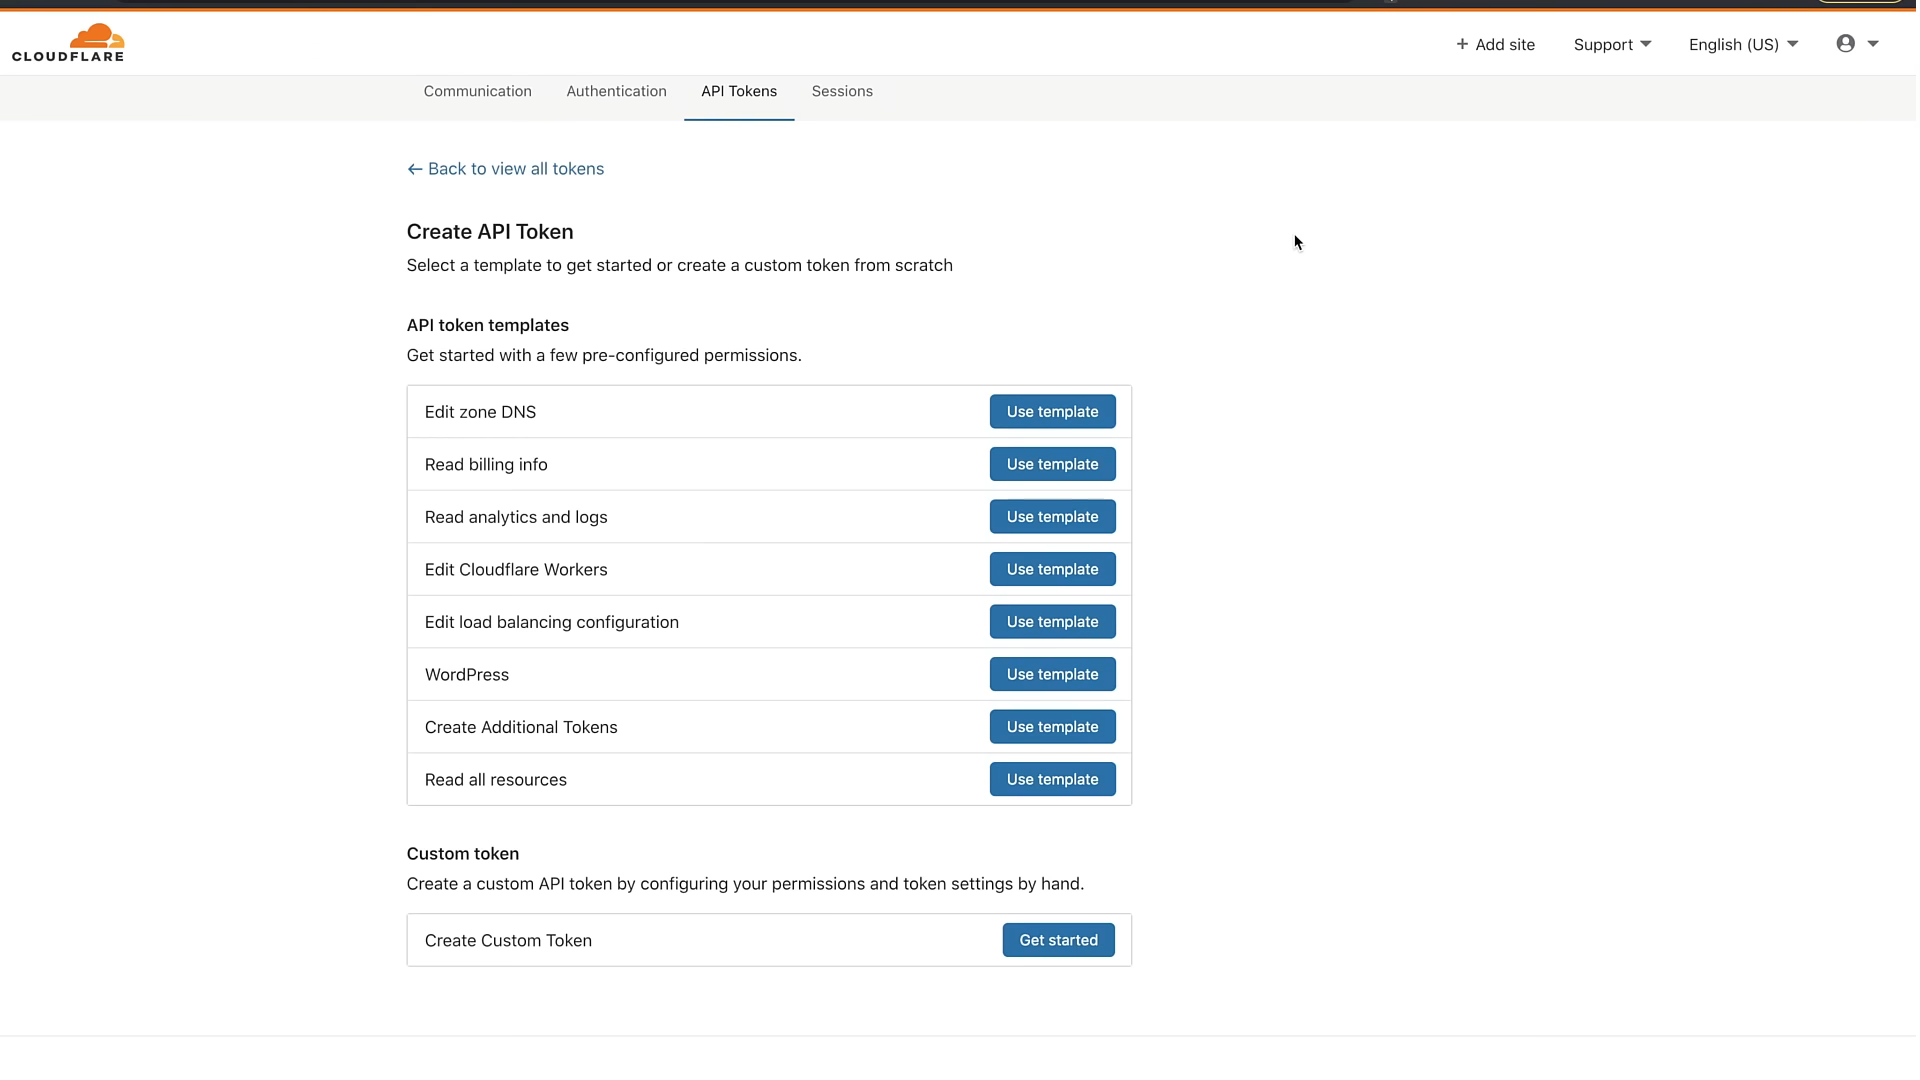 CLOUDFLARE
+ Add site
Support
English (US)
Communication
Authentication
API Tokens
Sessions
← Back to view all tokens
Create API Token
Select a template to get started or create a custom token from scratch
API token templates
Get started with a few pre-configured permissions.
Edit zone DNS
Use template
Read billing info
Use template
Read analytics and logs
Use template
Edit Cloudflare Workers
Use template
Edit load balancing configuration
Use template
WordPress
Use template
Create Additional Tokens
Use template
Read all resources
Use template
Custom token
Create a custom API token by configuring your permissions and token settings by hand.
Create Custom Token
Get started